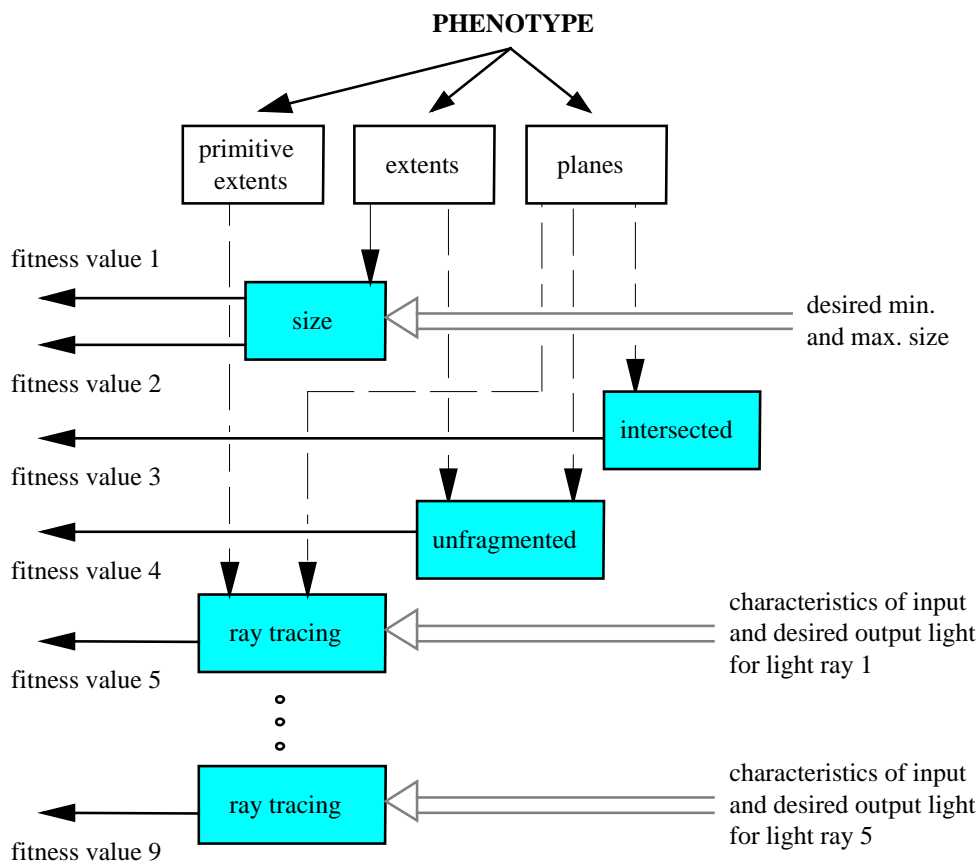 PHENOTYPE
primitive
extents
extents
planes
fitness value 1
size
desired min.
and max. size
fitness value 2
intersected
fitness value 3
unfragmented
fitness value 4
ray tracing
characteristics of input
and desired output light
for light ray 1
fitness value 5
ray tracing
characteristics of input
and desired output light
for light ray 5
fitness value 9